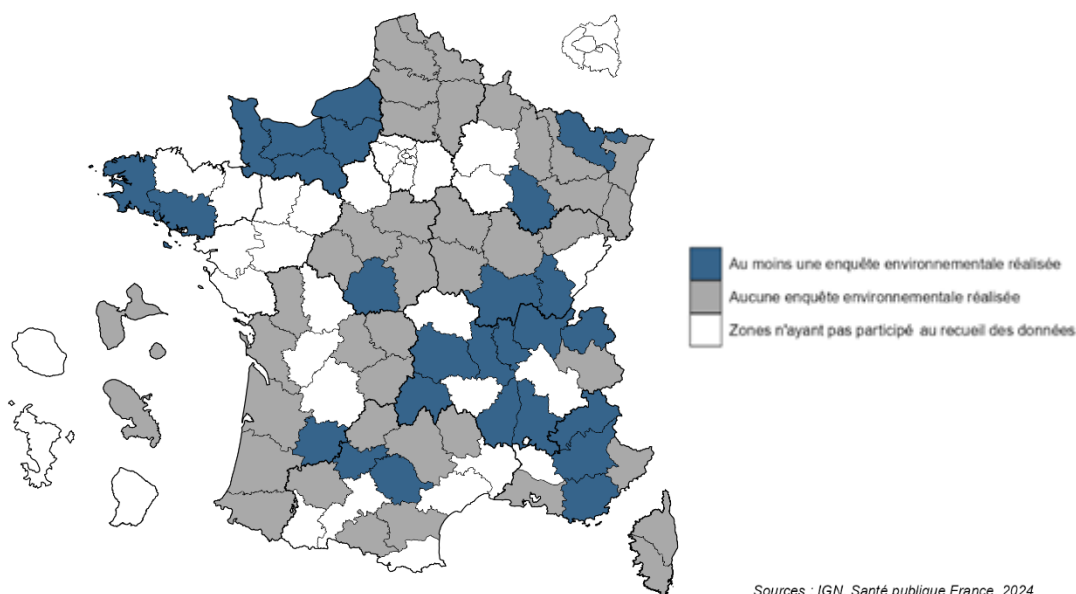 Au moins une enquête environnementale réalisée
Aucune enquête environnementale réalisée
Zones n'ayant pas participé au recueil des données
Sources : IGN, Santé publique France, 2024